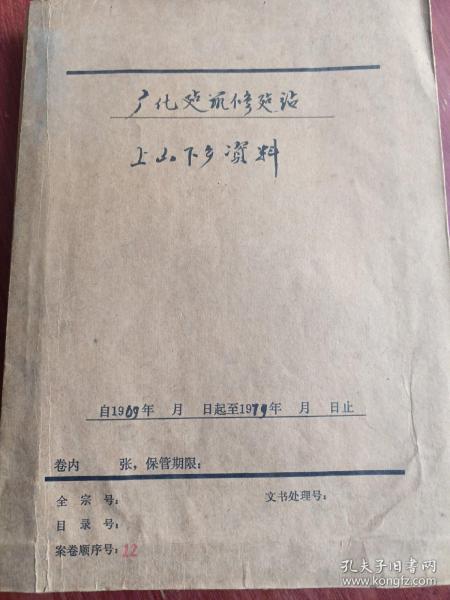 广化建筑修建站
上山下乡资料
自1969年 月 日起至1979年 月 日止
卷内 张，保管期限：
全宗号： 文书处理号：
目录号：
案卷顺序号：12
孔夫子旧书网
www.kongfz.com